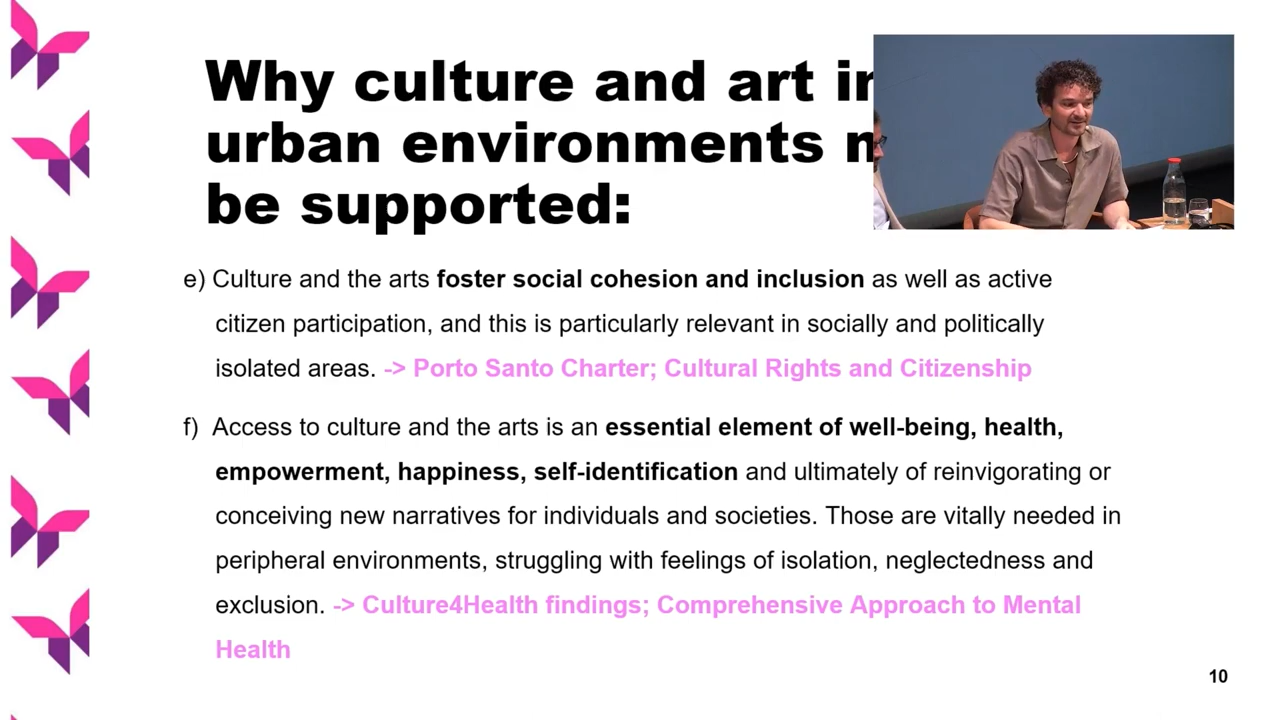 Why culture and art in
urban environments
be supported:
e) Culture and the arts foster social cohesion and inclusion as well as active
citizen participation, and this is particularly relevant in socially and politically
isolated areas. -> Porto Santo Charter; Cultural Rights and Citizenship
f) Access to culture and the arts is an essential element of well-being, health,
empowerment, happiness, self-identification and ultimately of reinvigorating or
conceiving new narratives for individuals and societies. Those are vitally needed in
peripheral environments, struggling with feelings of isolation, neglectedness and
exclusion. -> Culture4Health findings; Comprehensive Approach to Mental
Health
10